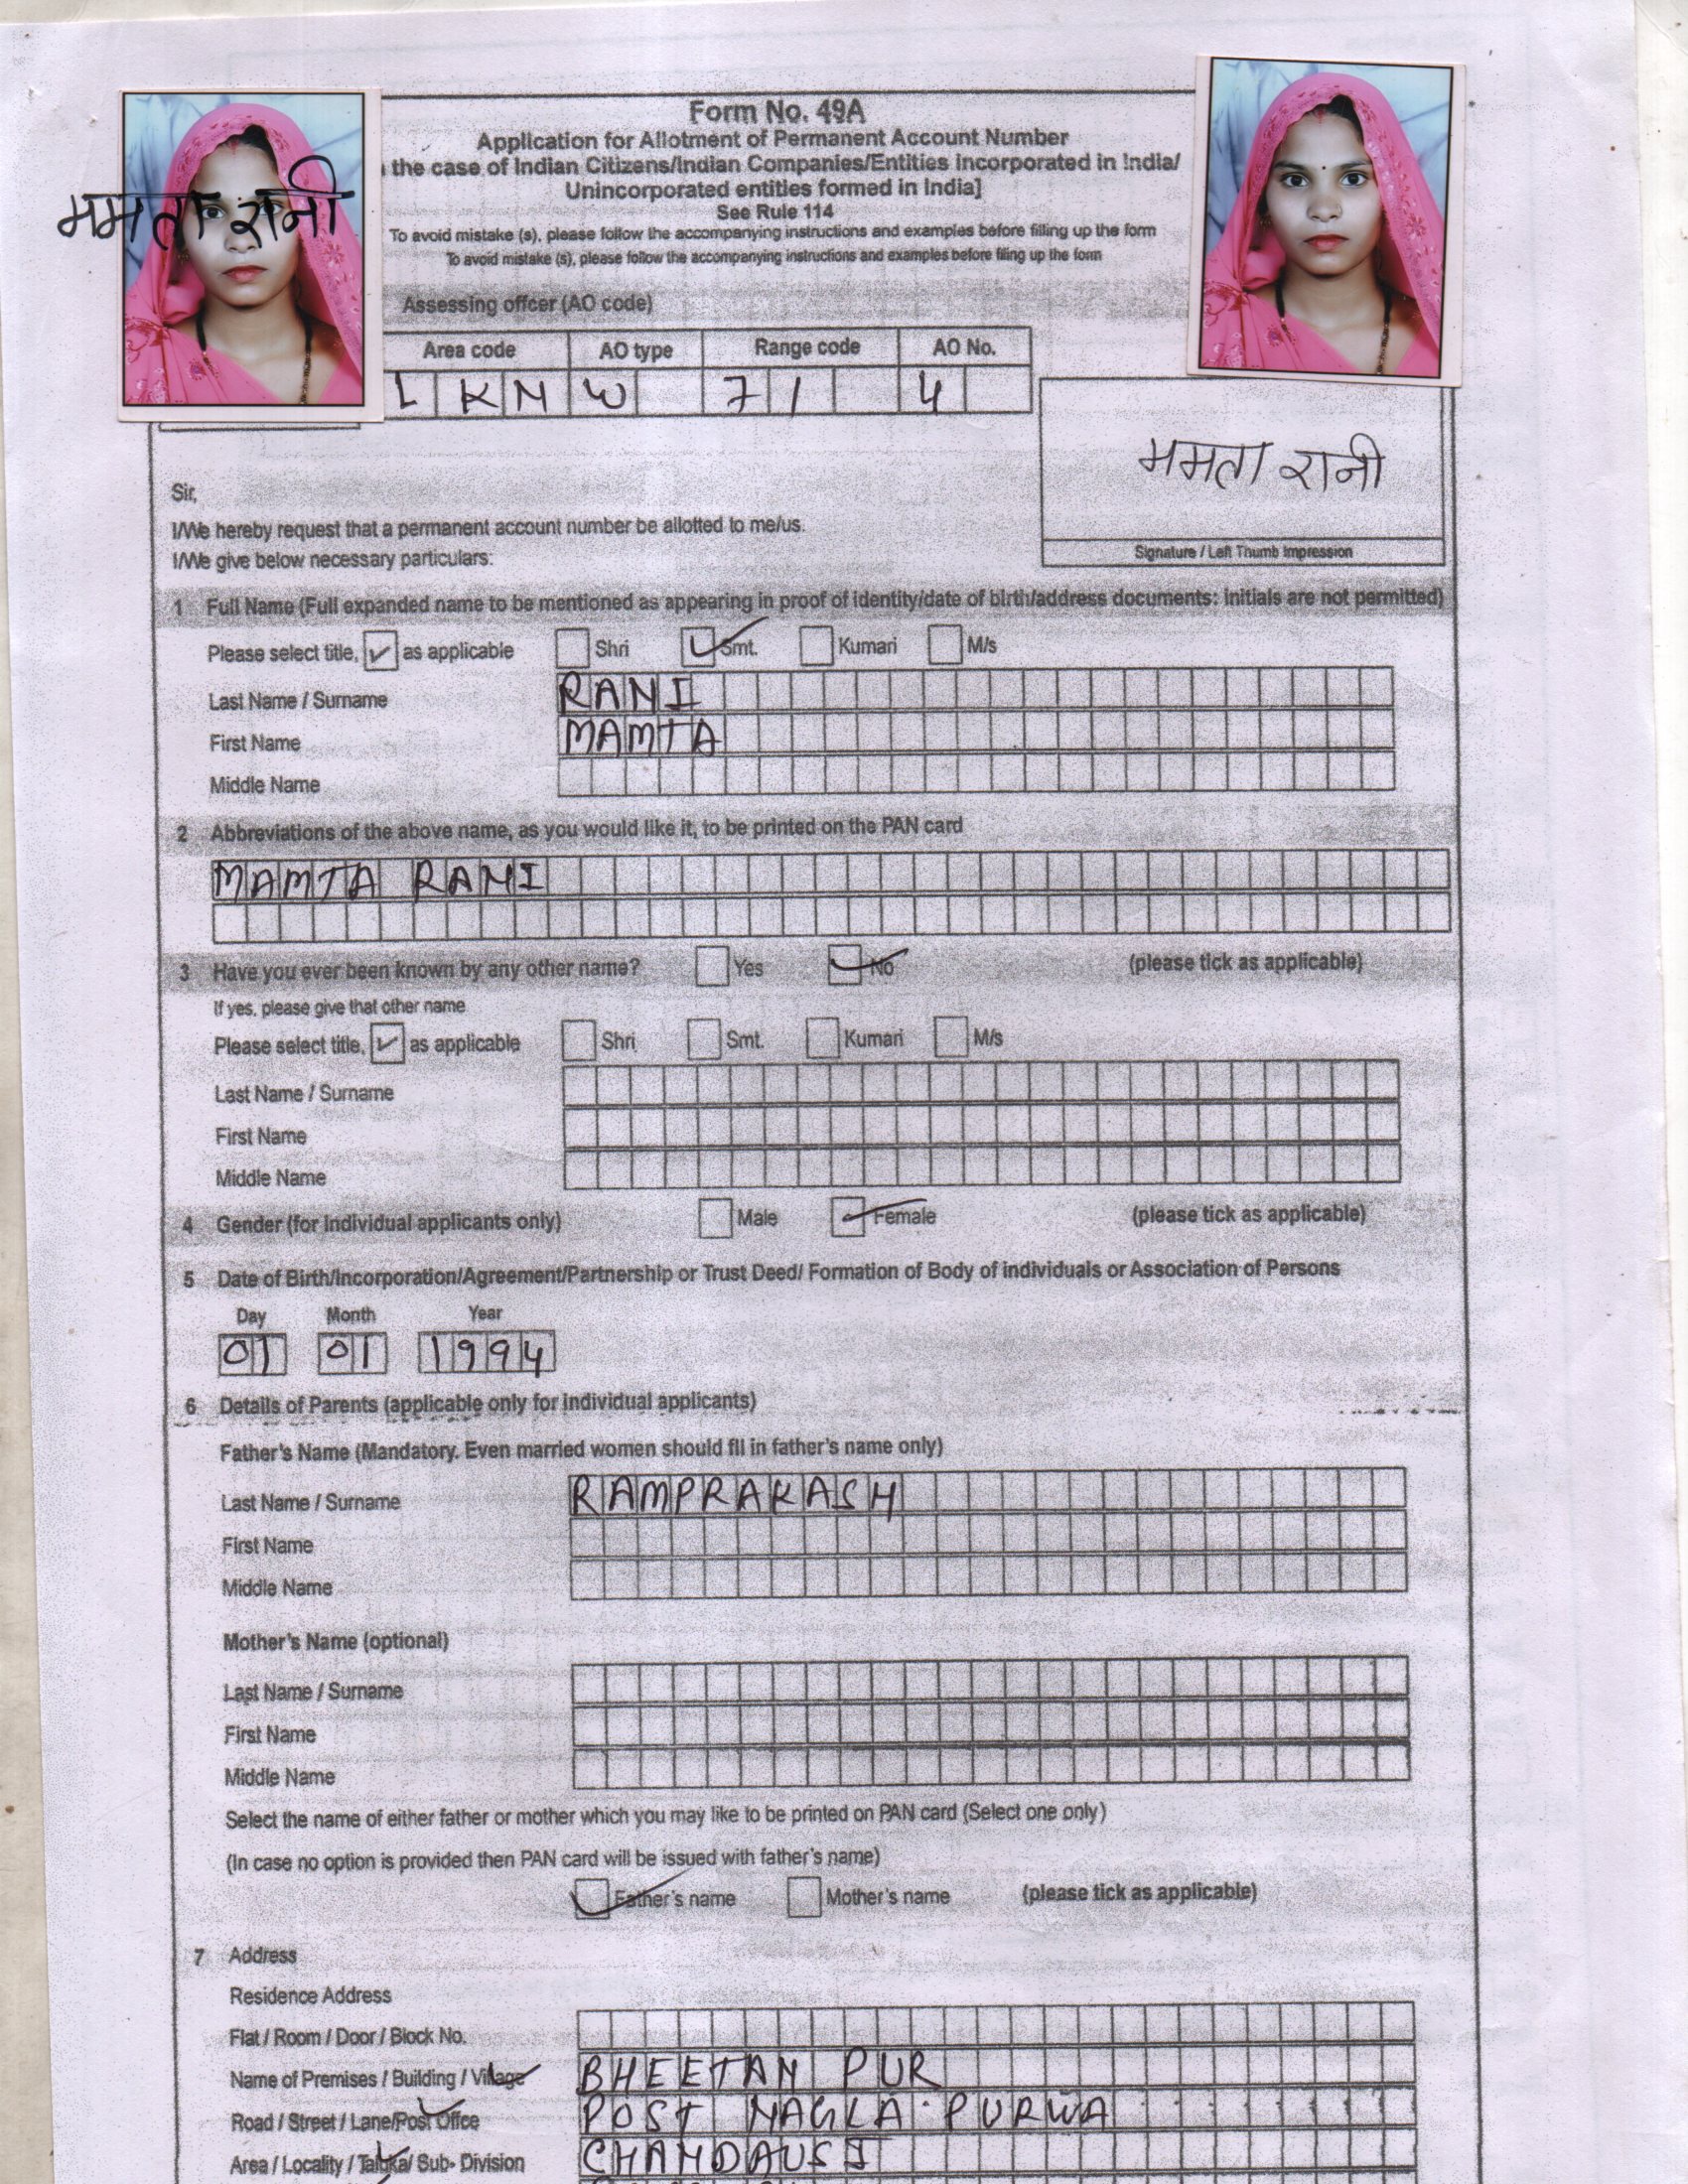 Form No. 49A
Application for Allotment of Permanent Account Number
the case of Indian Citizens/Indian Companies/Entities incorporated in India/
Unincorporated entities formed in India]
See Rule 114
To avoid mistake (s), please follow the accompanying instructions and examples before filling up the form
To avoid mistake (s), please follow the accompanying instructions and examples before filing up the form
ममता रानी
Assessing offcer (AO code)
Area code AO type Range code AO No.
L K N W 7 1 4
ममता रानी
Signature / Left Thumb Impression
Sir,
I/We hereby request that a permanent account number be allotted to me/us.
I/We give below necessary particulars:
1 Full Name (Full expanded name to be mentioned as appearing in proof of identity/date of birth/address documents: initials are not permitted)
Please select title, ✓ as applicable Shri ✓ Smt. Kumari M/s
Last Name / Surname RANI
First Name MAMTA
Middle Name
2 Abbreviations of the above name, as you would like it, to be printed on the PAN card
MAMTA RANI
3 Have you ever been known by any other name? Yes ✓ No (please tick as applicable)
If yes, please give that other name
Please select title, ✓ as applicable Shri Smt. Kumari M/s
Last Name / Surname
First Name
Middle Name
4 Gender (for individual applicants only) Male ✓ Female (please tick as applicable)
5 Date of Birth/Incorporation/Agreement/Partnership or Trust Deed/ Formation of Body of individuals or Association of Persons
Day Month Year
01 01 1994
6 Details of Parents (applicable only for individual applicants)
Father's Name (Mandatory. Even married women should fll in father's name only)
Last Name / Surname RAMPRAKASH
First Name
Middle Name
Mother's Name (optional)
Last Name / Surname
First Name
Middle Name
Select the name of either father or mother which you may like to be printed on PAN card (Select one only)
(In case no option is provided then PAN card will be issued with father's name)
✓ Father's name Mother's name (please tick as applicable)
7 Address
Residence Address
Flat / Room / Door / Block No.
Name of Premises / Building / Village BHEETAN PUR
Road / Street / Lane/Post Offce POST NAGLA PURWA
Area / Locality / Taluka/ Sub- Division CHANDAUSI